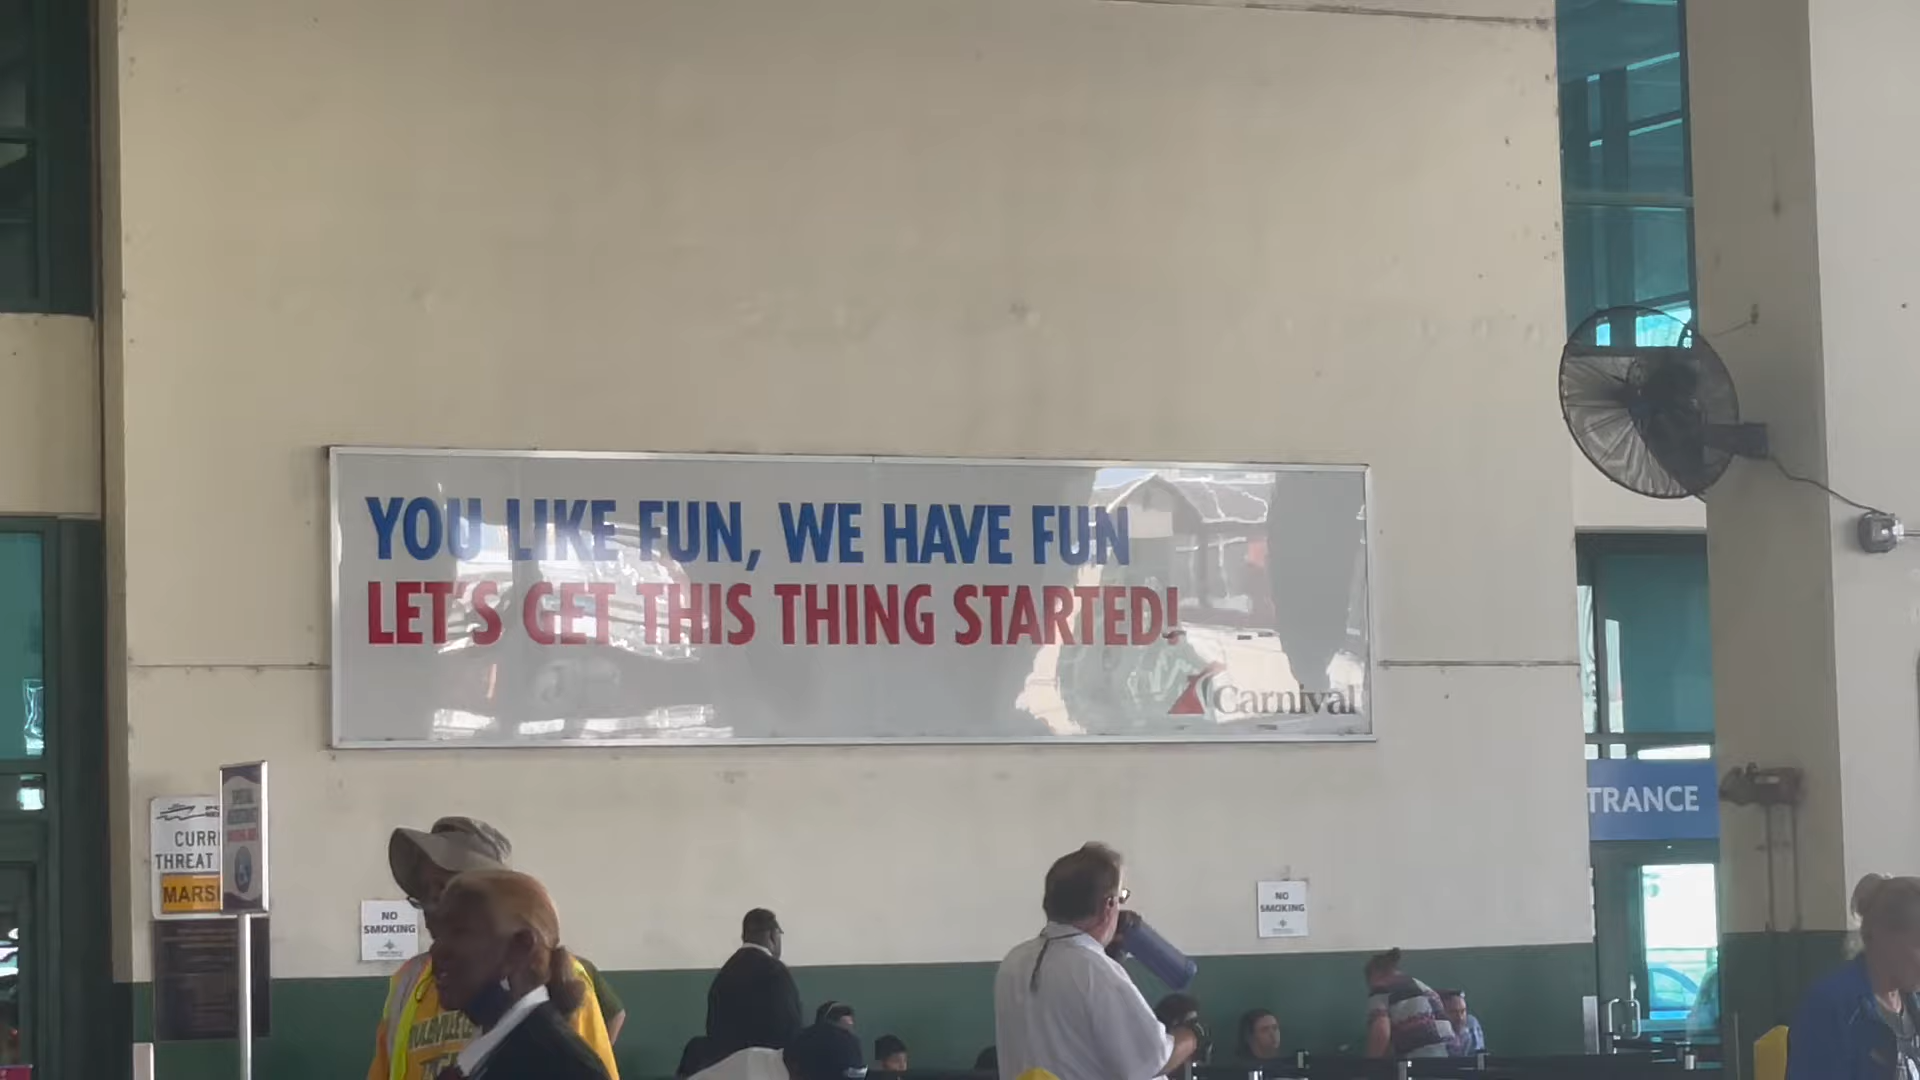 YOU LIKE FUN, WE HAVE FUN
LET'S GET THIS THING STARTED!
Carnival
TRANCE
CURR
THREAT
MARS
NO
SMOKING
NO
SMOKING